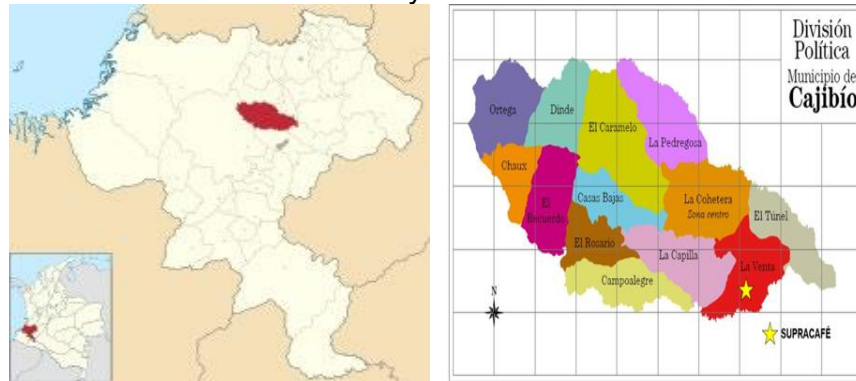 División
Política
Municipio de
Cajibío
Ortega
Dinde
El Caramelo
La Pedregosa
Chaux
El
Recuerdo
Casas Bajas
La Cohetera
Zona centro
El Túnel
El Rosario
La Capilla
La Venta
Campoalegre
N
SUPRACAFÉ